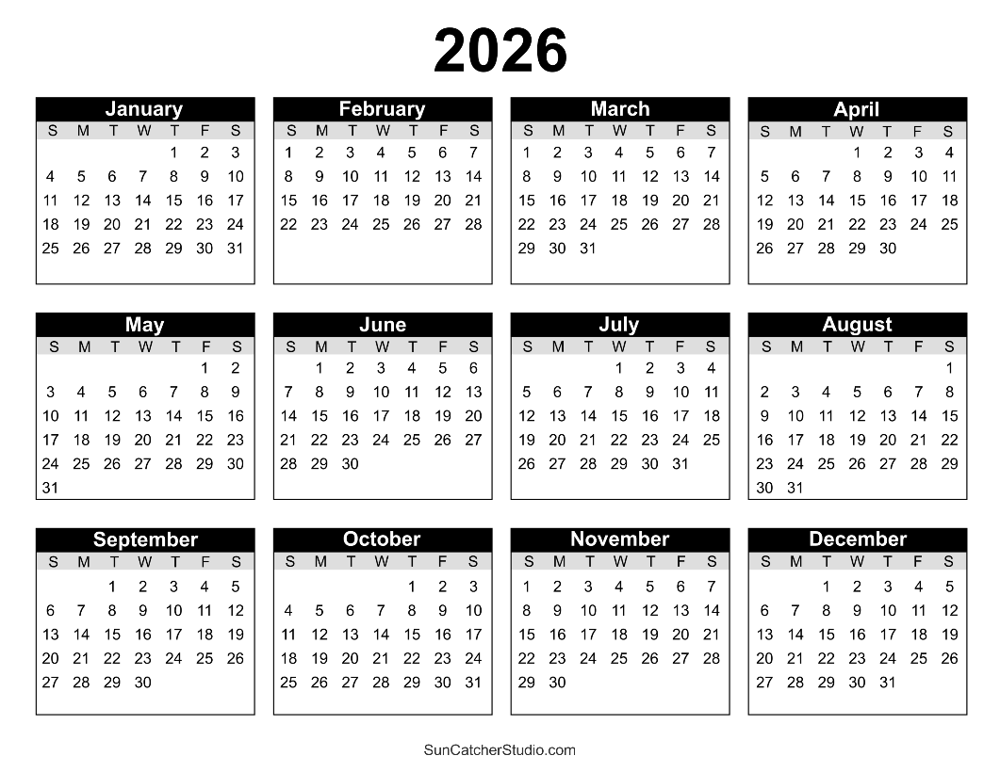 2026
January
S M T W T F S
1 2 3
4 5 6 7 8 9 10
11 12 13 14 15 16 17
18 19 20 21 22 23 24
25 26 27 28 29 30 31
February
S M T W T F S
1 2 3 4 5 6 7
8 9 10 11 12 13 14
15 16 17 18 19 20 21
22 23 24 25 26 27 28
March
S M T W T F S
1 2 3 4 5 6 7
8 9 10 11 12 13 14
15 16 17 18 19 20 21
22 23 24 25 26 27 28
29 30 31
April
S M T W T F S
1 2 3 4
5 6 7 8 9 10 11
12 13 14 15 16 17 18
19 20 21 22 23 24 25
26 27 28 29 30
May
S M T W T F S
1 2
3 4 5 6 7 8 9
10 11 12 13 14 15 16
17 18 19 20 21 22 23
24 25 26 27 28 29 30
31
June
S M T W T F S
1 2 3 4 5 6
7 8 9 10 11 12 13
14 15 16 17 18 19 20
21 22 23 24 25 26 27
28 29 30
July
S M T W T F S
1 2 3 4
5 6 7 8 9 10 11
12 13 14 15 16 17 18
19 20 21 22 23 24 25
26 27 28 29 30 31
August
S M T W T F S
1
2 3 4 5 6 7 8
9 10 11 12 13 14 15
16 17 18 19 20 21 22
23 24 25 26 27 28 29
30 31
September
S M T W T F S
1 2 3 4 5
6 7 8 9 10 11 12
13 14 15 16 17 18 19
20 21 22 23 24 25 26
27 28 29 30
October
S M T W T F S
1 2 3
4 5 6 7 8 9 10
11 12 13 14 15 16 17
18 19 20 21 22 23 24
25 26 27 28 29 30 31
November
S M T W T F S
1 2 3 4 5 6 7
8 9 10 11 12 13 14
15 16 17 18 19 20 21
22 23 24 25 26 27 28
29 30
December
S M T W T F S
1 2 3 4 5
6 7 8 9 10 11 12
13 14 15 16 17 18 19
20 21 22 23 24 25 26
27 28 29 30 31
SunCatcherStudio.com